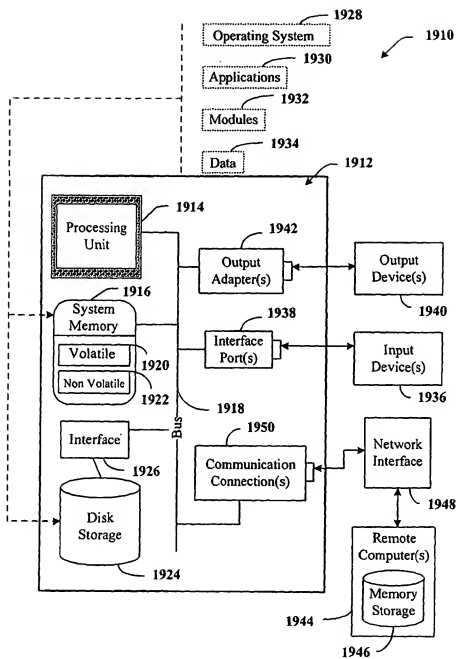 1928
Operating System
1910
1930
Applications
1932
Modules
1934
Data
1912
1914
Processing
Unit
1942
Output
Adapter(s)
Output
Device(s)
1940
1916
System
Memory
1938
Interface
Port(s)
Input
Device(s)
1936
Volatile
1920
Non Volatile
1922
1918
Bus
1950
Communication
Connection(s)
Network
Interface
1948
Interface
1926
Disk
Storage
1924
Remote
Computer(s)
Memory
Storage
1944
1946